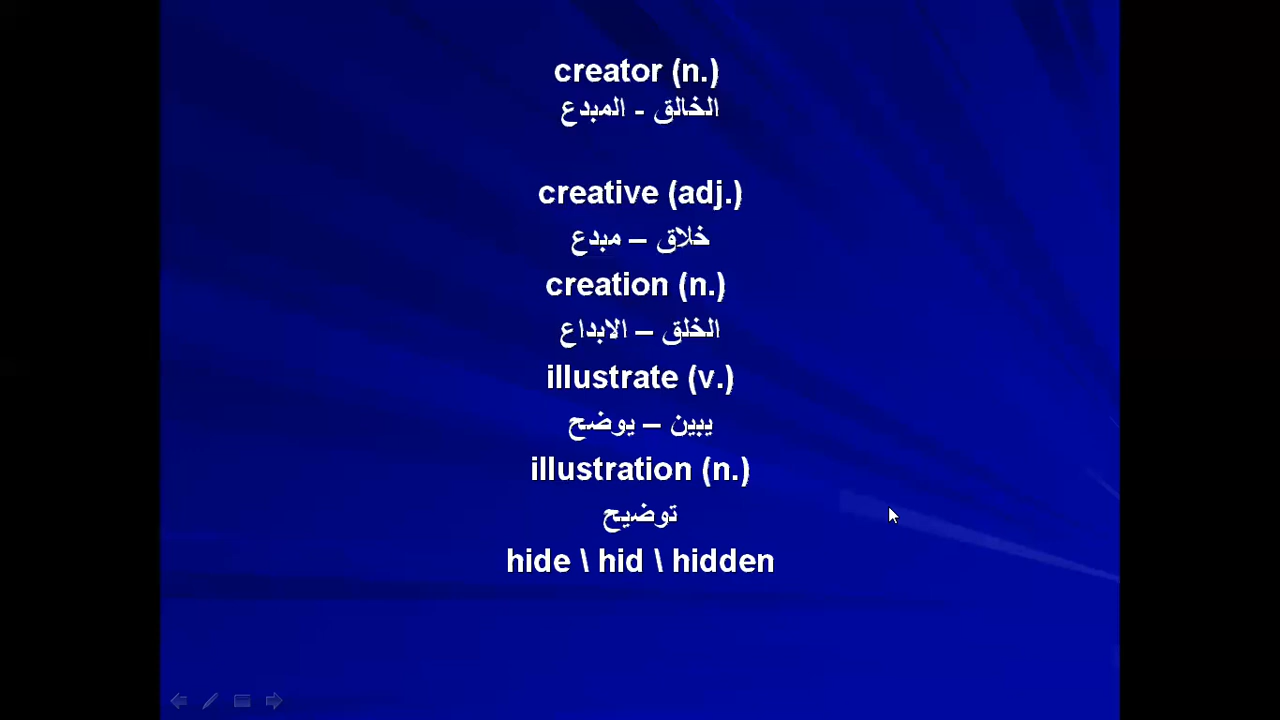 creator (n.)
الخالق - المبدع
creative (adj.)
خلاق – مبدع
creation (n.)
الخلق – الابداع
illustrate (v.)
يبين – يوضح
illustration (n.)
توضيح
hide \ hid \ hidden